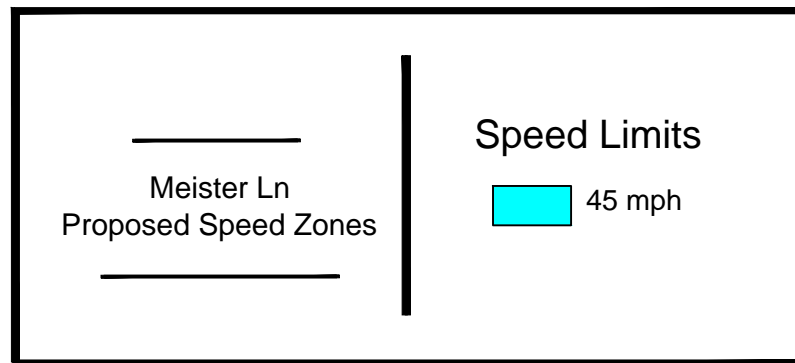 Meister Ln
Proposed Speed Zones
Speed Limits
45 mph